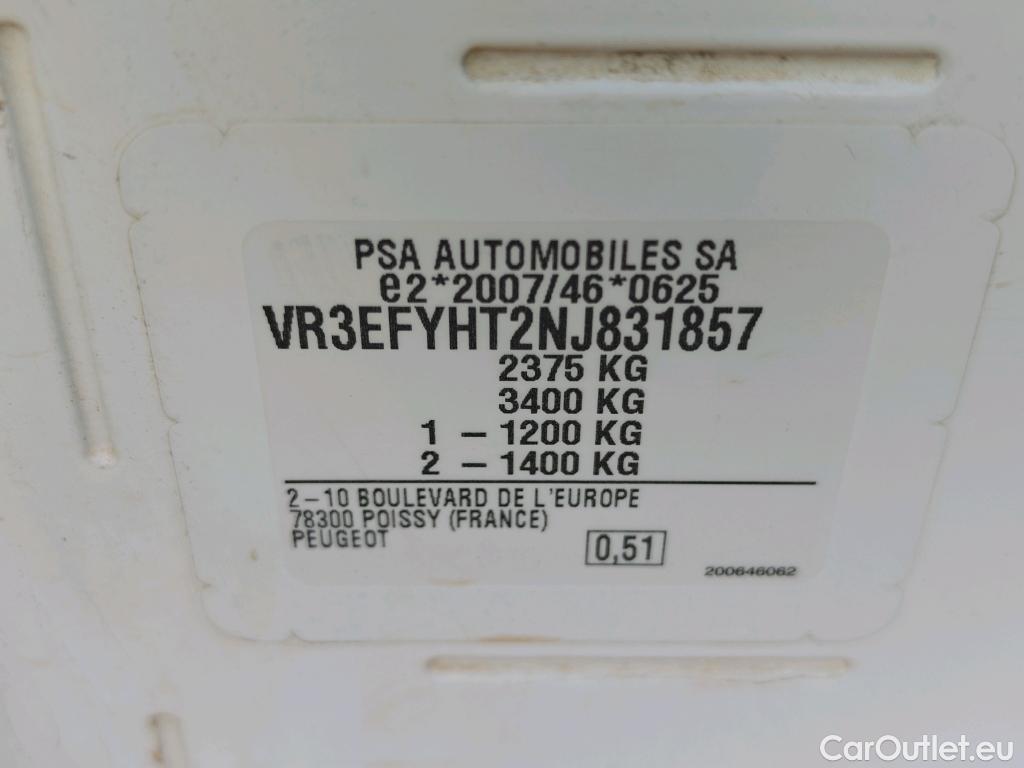 PSA AUTOMOBILES SA
e2*2007/46*0625
VR3EFYHT2NJ831857
2375 KG
3400 KG
1 – 1200 KG
2 – 1400 KG
2–10 BOULEVARD DE L'EUROPE
78300 POISSY (FRANCE)
PEUGEOT
0,51
200646062
CarOutlet.eu